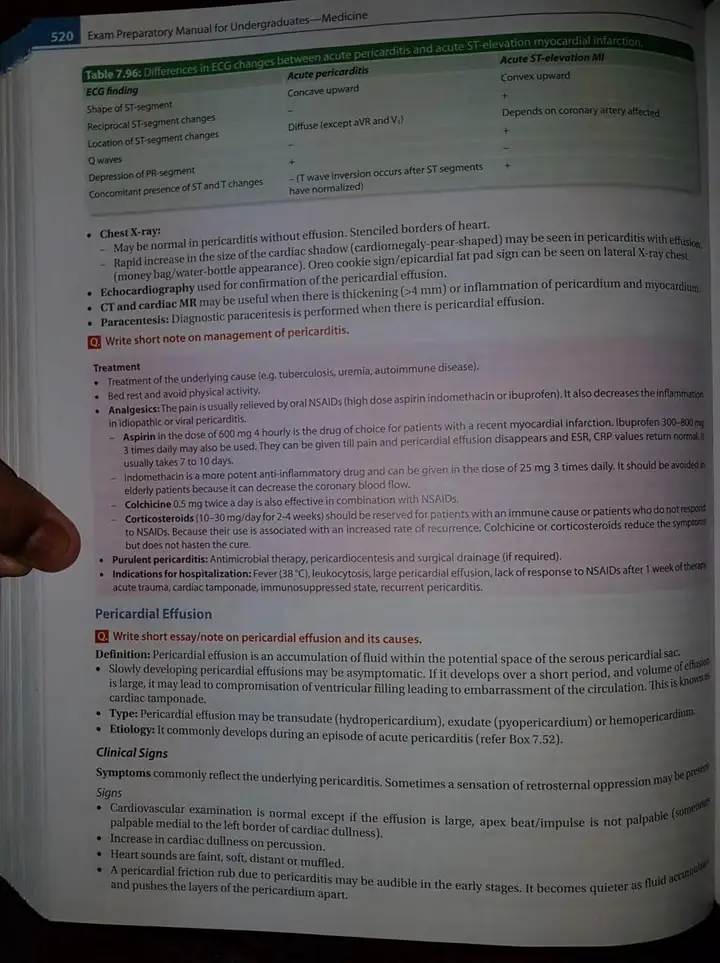 520 Exam Preparatory Manual for Undergraduates—Medicine
Table 7.96: Differences in ECG changes between acute pericarditis and acute ST-elevation myocardial infarction.
ECG finding Acute pericarditis Acute ST-elevation MI
Shape of ST-segment Concave upward Convex upward
Reciprocal ST-segment changes – +
Location of ST-segment changes Diffuse (except aVR and V1) Depends on coronary artery affected
Q waves – +
Depression of PR-segment + –
Concomitant presence of ST and T changes – (T wave inversion occurs after ST segments +
have normalized)
• Chest X-ray:
– May be normal in pericarditis without effusion. Stenciled borders of heart.
– Rapid increase in the size of the cardiac shadow (cardiomegaly-pear-shaped) may be seen in pericarditis with effusion,
(money bag/water-bottle appearance). Oreo cookie sign/epicardial fat pad sign can be seen on lateral X-ray chest.
• Echocardiography used for confirmation of the pericardial effusion.
• CT and cardiac MR may be useful when there is thickening (>4 mm) or inflammation of pericardium and myocardium.
• Paracentesis: Diagnostic paracentesis is performed when there is pericardial effusion.
Q. Write short note on management of pericarditis.
Treatment
• Treatment of the underlying cause (e.g. tuberculosis, uremia, autoimmune disease).
• Bed rest and avoid physical activity.
• Analgesics: The pain is usually relieved by oral NSAIDs (high dose aspirin indomethacin or ibuprofen). It also decreases the inflammation
in idiopathic or viral pericarditis.
– Aspirin in the dose of 600 mg 4 hourly is the drug of choice for patients with a recent myocardial infarction. Ibuprofen 300–800 mg
3 times daily may also be used. They can be given till pain and pericardial effusion disappears and ESR, CRP values return normal. It
usually takes 7 to 10 days.
– Indomethacin is a more potent anti-inflammatory drug and can be given in the dose of 25 mg 3 times daily. It should be avoided in
elderly patients because it can decrease the coronary blood flow.
– Colchicine 0.5 mg twice a day is also effective in combination with NSAIDs.
– Corticosteroids (10–30 mg/day for 2-4 weeks) should be reserved for patients with an immune cause or patients who do not respond
to NSAIDs. Because their use is associated with an increased rate of recurrence. Colchicine or corticosteroids reduce the symptoms
but does not hasten the cure.
• Purulent pericarditis: Antimicrobial therapy, pericardiocentesis and surgical drainage (if required).
• Indications for hospitalization: Fever (38 °C), leukocytosis, large pericardial effusion, lack of response to NSAIDs after 1 week of therapy,
acute trauma, cardiac tamponade, immunosuppressed state, recurrent pericarditis.
Pericardial Effusion
Q. Write short essay/note on pericardial effusion and its causes.
Definition: Pericardial effusion is an accumulation of fluid within the potential space of the serous pericardial sac.
• Slowly developing pericardial effusions may be asymptomatic. If it develops over a short period, and volume of effusion
is large, it may lead to compromisation of ventricular filling leading to embarrassment of the circulation. This is known as
cardiac tamponade.
• Type: Pericardial effusion may be transudate (hydropericardium), exudate (pyopericardium) or hemopericardium.
• Etiology: It commonly develops during an episode of acute pericarditis (refer Box 7.52).
Clinical Signs
Symptoms commonly reflect the underlying pericarditis. Sometimes a sensation of retrosternal oppression may be present.
Signs
• Cardiovascular examination is normal except if the effusion is large, apex beat/impulse is not palpable (sometimes
palpable medial to the left border of cardiac dullness).
• Increase in cardiac dullness on percussion.
• Heart sounds are faint, soft, distant or muffled.
• A pericardial friction rub due to pericarditis may be audible in the early stages. It becomes quieter as fluid accumulates
and pushes the layers of the pericardium apart.